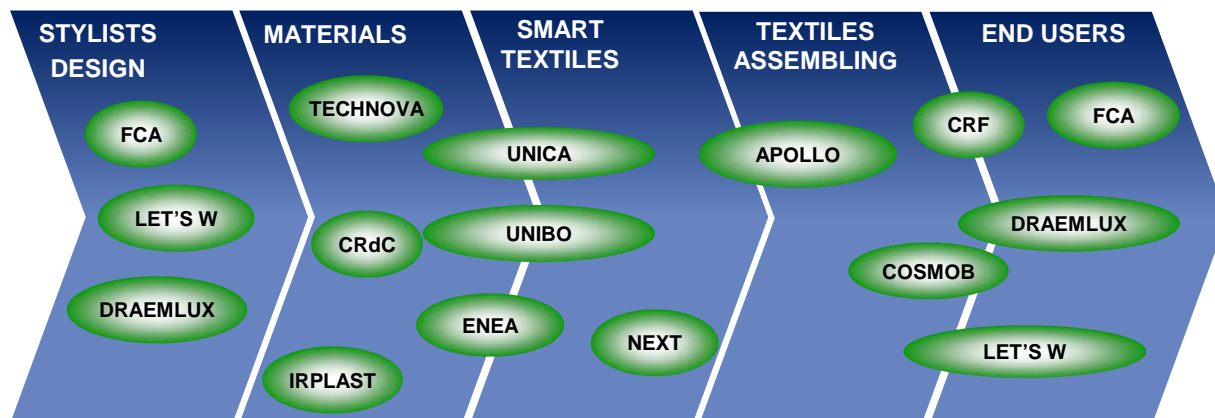 STYLISTS
DESIGN
MATERIALS
SMART
TEXTILES
TEXTILES
ASSEMBLING
END USERS
FCA
LET'S W
DRAEMLUX
TECHNOVA
CRdC
IRPLAST
UNICA
UNIBO
ENEA
NEXT
APOLLO
CRF
FCA
DRAEMLUX
COSMOB
LET'S W